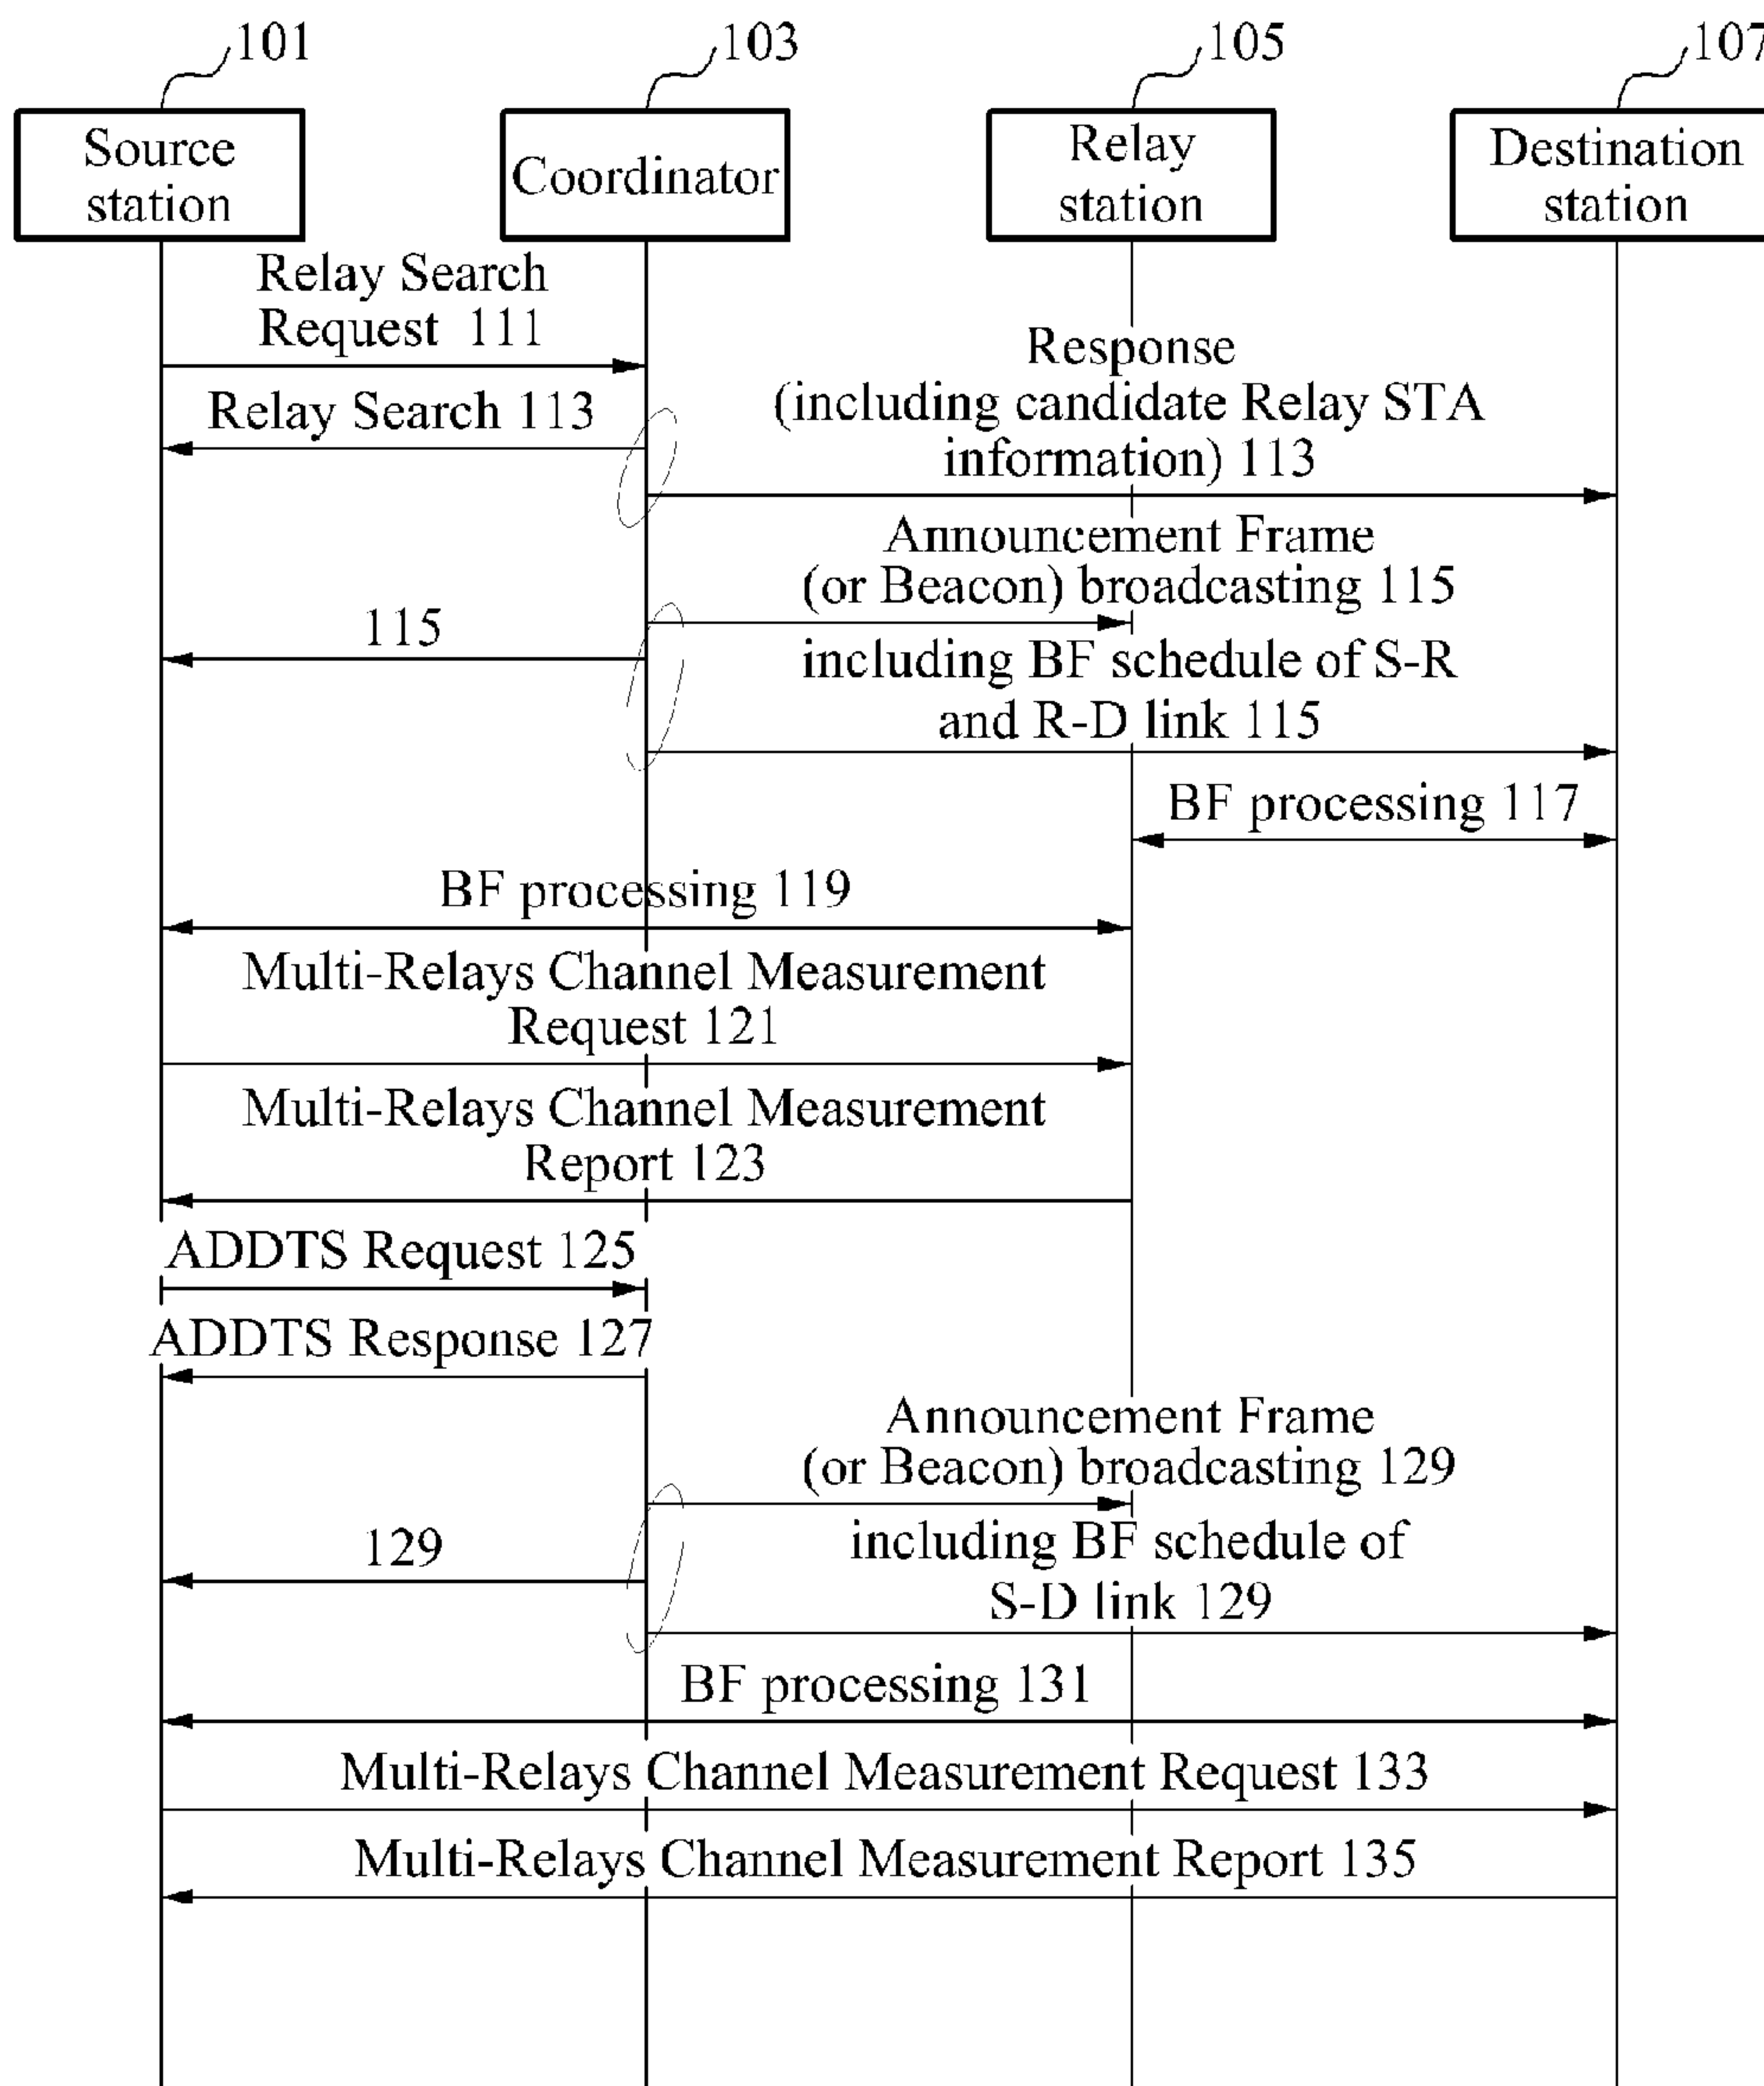 101
103
105
107
Source
station
Coordinator
Relay
station
Destination
station
Relay Search
Request 111
Relay Search 113
Response
(including candidate Relay STA
information) 113
Announcement Frame
(or Beacon) broadcasting 115
115
including BF schedule of S-R
and R-D link 115
BF processing 117
BF processing 119
Multi-Relays Channel Measurement
Request 121
Multi-Relays Channel Measurement
Report 123
ADDTS Request 125
ADDTS Response 127
Announcement Frame
(or Beacon) broadcasting 129
129
including BF schedule of
S-D link 129
BF processing 131
Multi-Relays Channel Measurement Request 133
Multi-Relays Channel Measurement Report 135